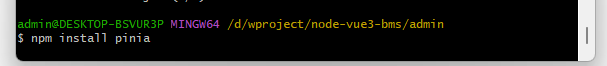 admin@DESKTOP-BSVUR3P MINGW64 /d/wproject/node-vue3-bms/admin
$ npm install pinia